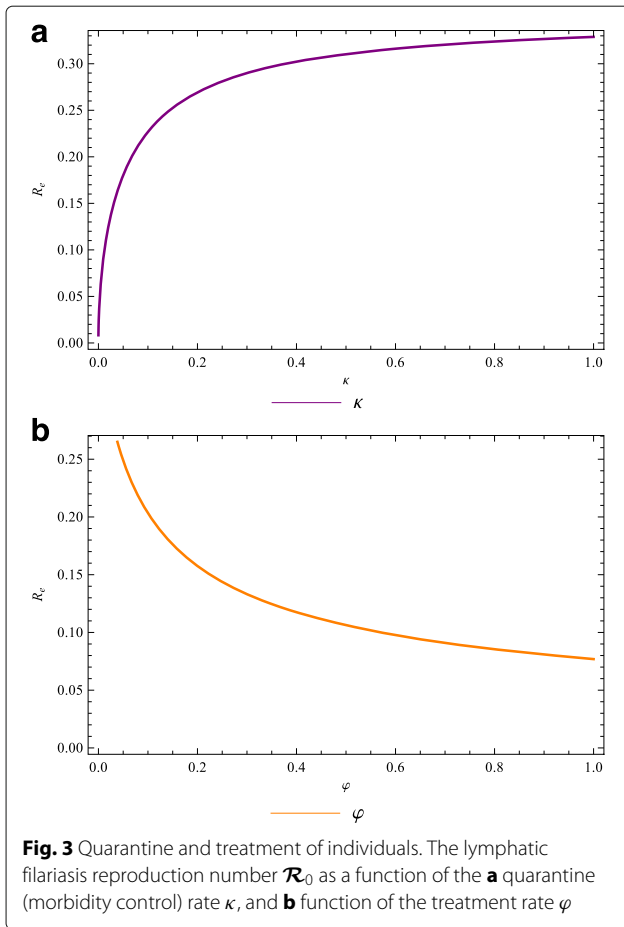 a
0.30
0.25
0.20
0.15
0.10
0.05
0.00
R_e
0.0 0.2 0.4 0.6 0.8 1.0
κ
κ
b
0.25
0.20
0.15
0.10
0.05
0.00
R_e
0.0 0.2 0.4 0.6 0.8 1.0
φ
φ
Fig. 3 Quarantine and treatment of individuals. The lymphatic
filariasis reproduction number 𝓡₀ as a function of the a quarantine
(morbidity control) rate κ, and b function of the treatment rate φ